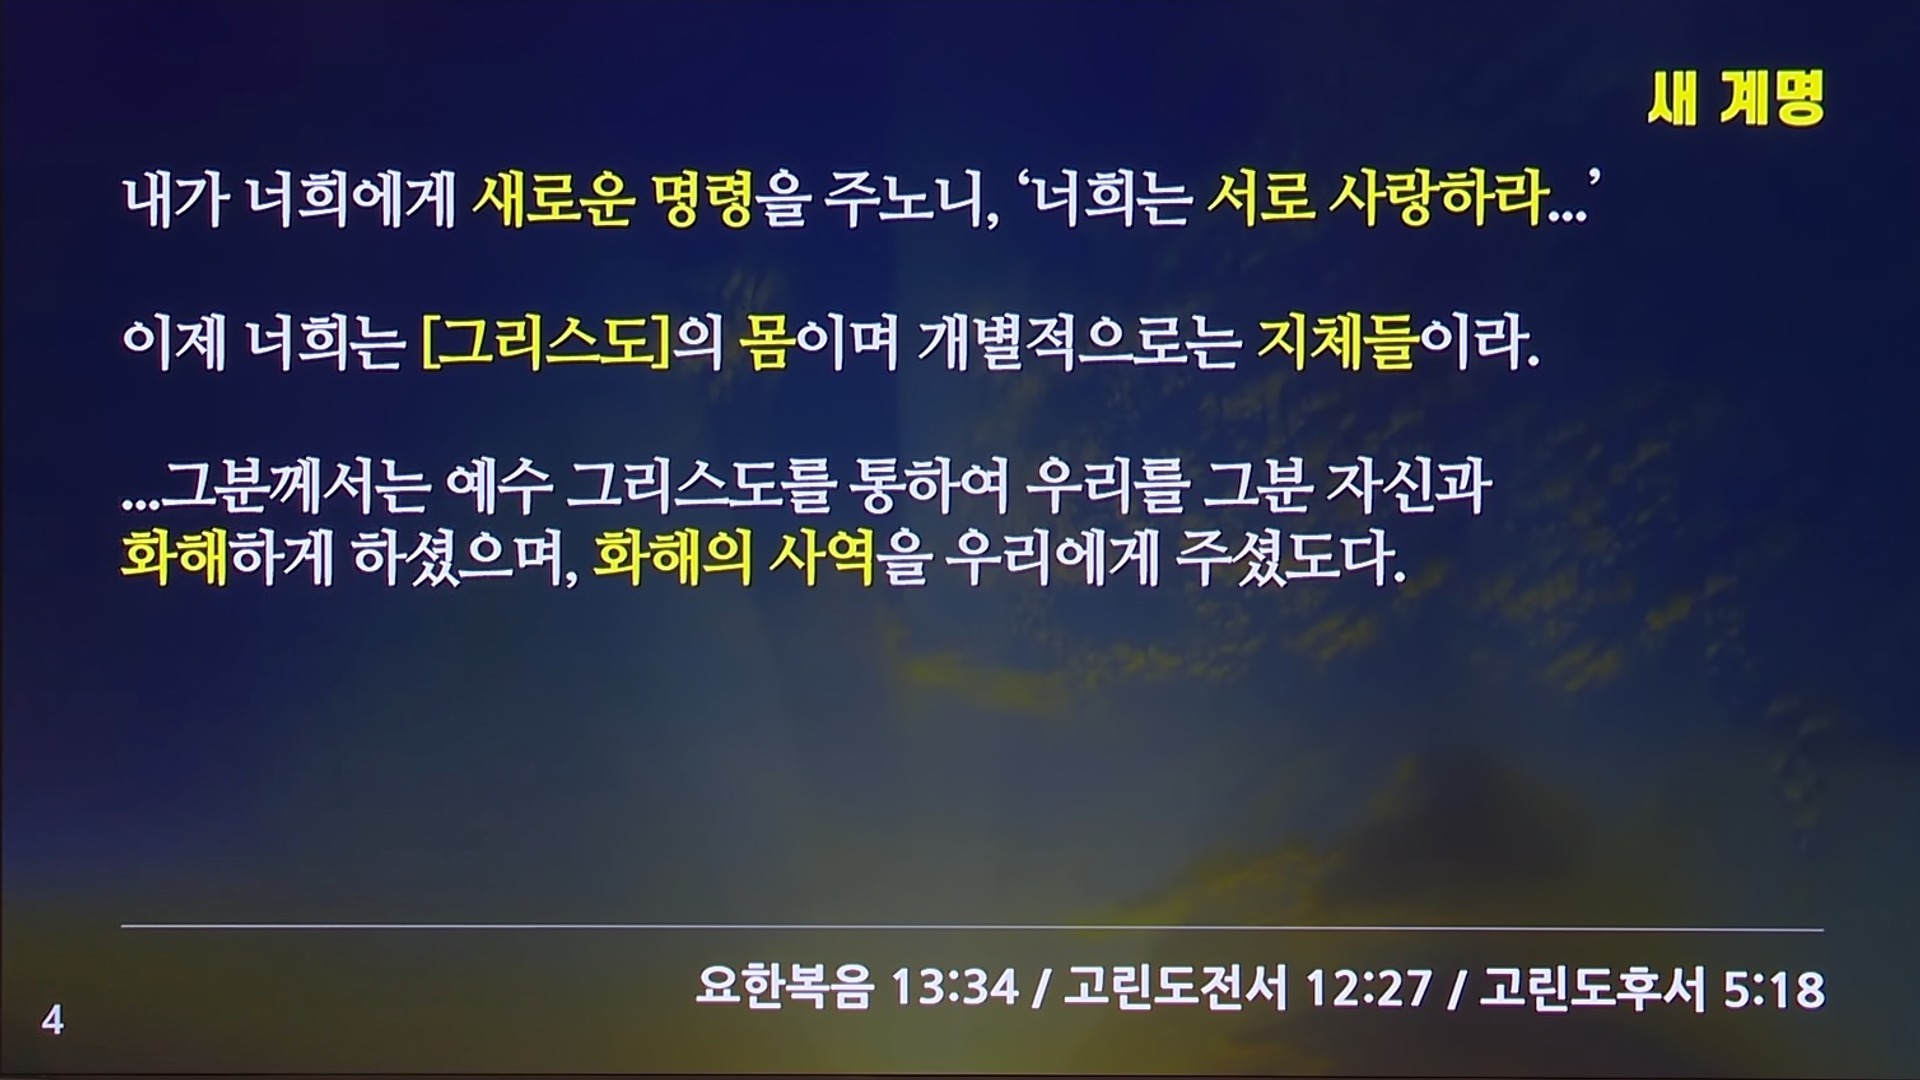 새 계명
내가 너희에게 새로운 명령을 주노니, ‘너희는 서로 사랑하라...’
이제 너희는 [그리스도]의 몸이며 개별적으로는 지체들이라.
...그분께서는 예수 그리스도를 통하여 우리를 그분 자신과
화해하게 하셨으며, 화해의 사역을 우리에게 주셨도다.
요한복음 13:34 / 고린도전서 12:27 / 고린도후서 5:18
4